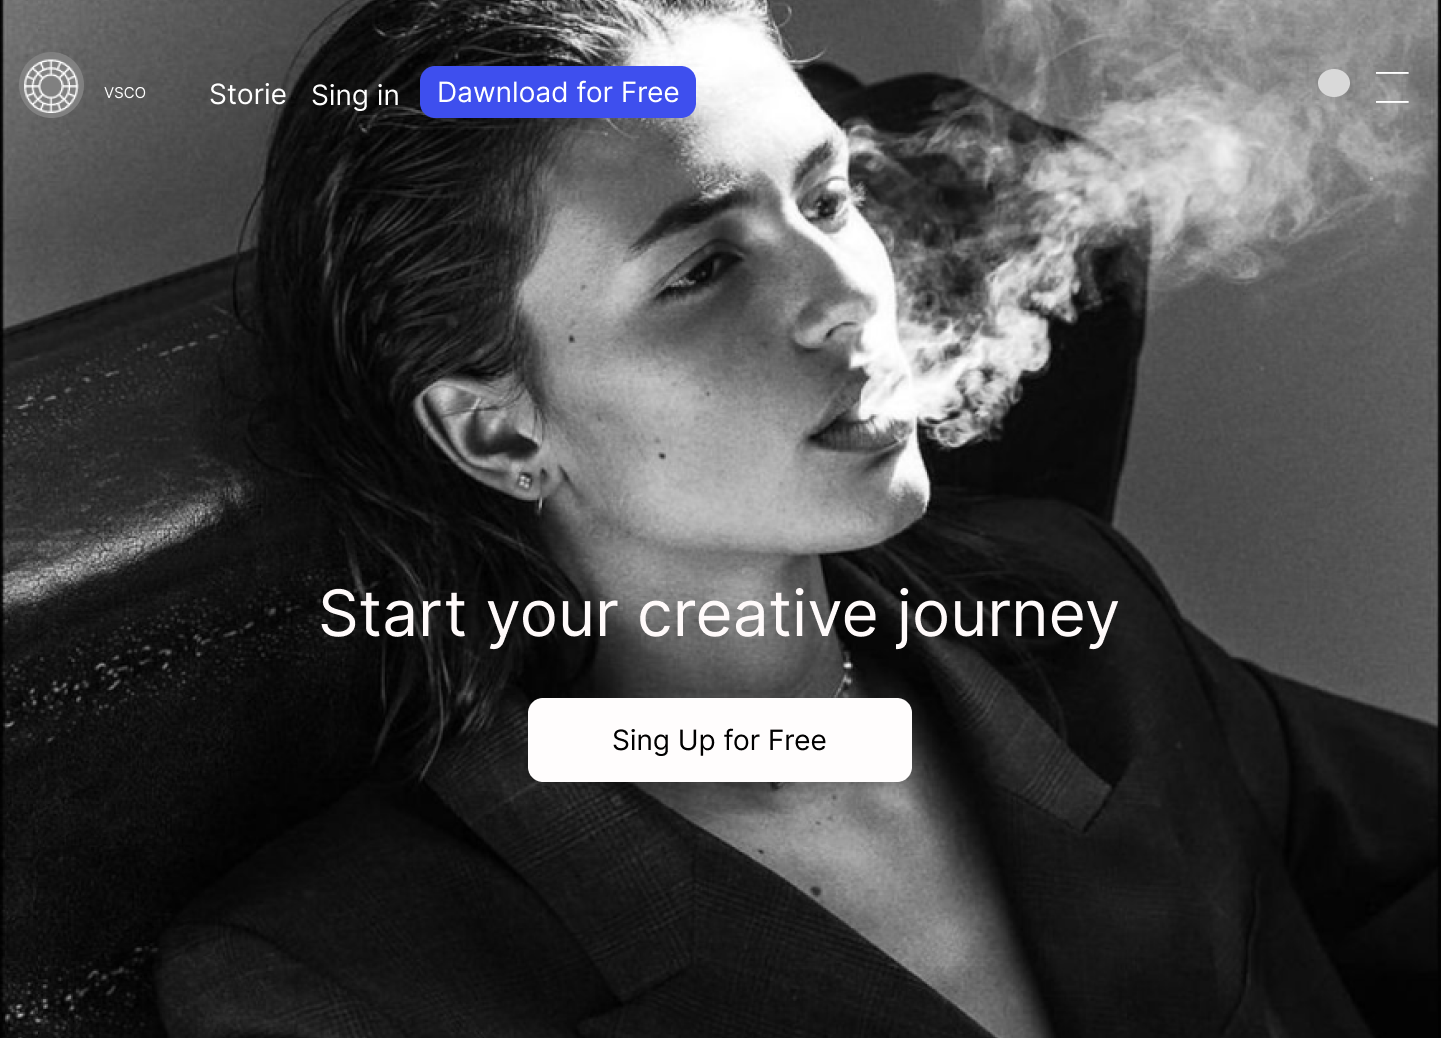 VSCO
Storie
Sing in
Dawnload for Free
Start your creative journey
Sing Up for Free